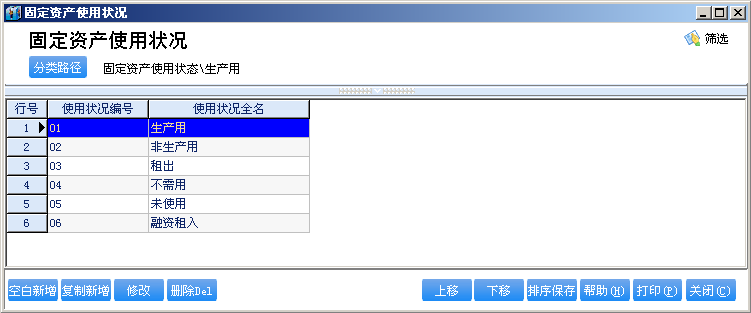 固定资产使用状况
固定资产使用状况
筛选
分类路径 固定资产使用状态\生产用
行号 使用状况编号 使用状况全名
1 01 生产用
2 02 非生产用
3 03 租出
4 04 不需用
5 05 未使用
6 06 融资租入
空白新增 复制新增 修改 删除Del 上移 下移 排序保存 帮助(H) 打印(P) 关闭(C)